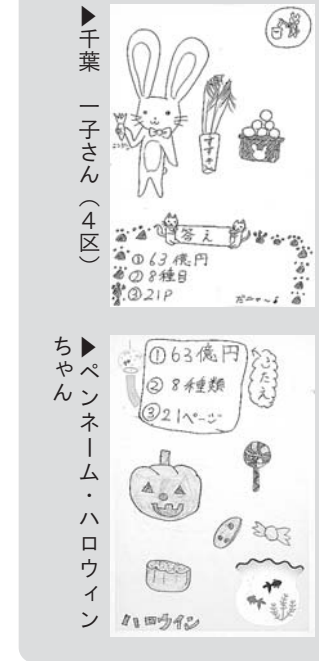 ▶千葉 一子さん（4区）
すすき
答え
①63億円
②8種目
③21P
だニャ〜♪
▶ペンネーム・ハロウィン
ちゃん
こたえ
①63億円
②8種類
③21ページ
ハロウィン